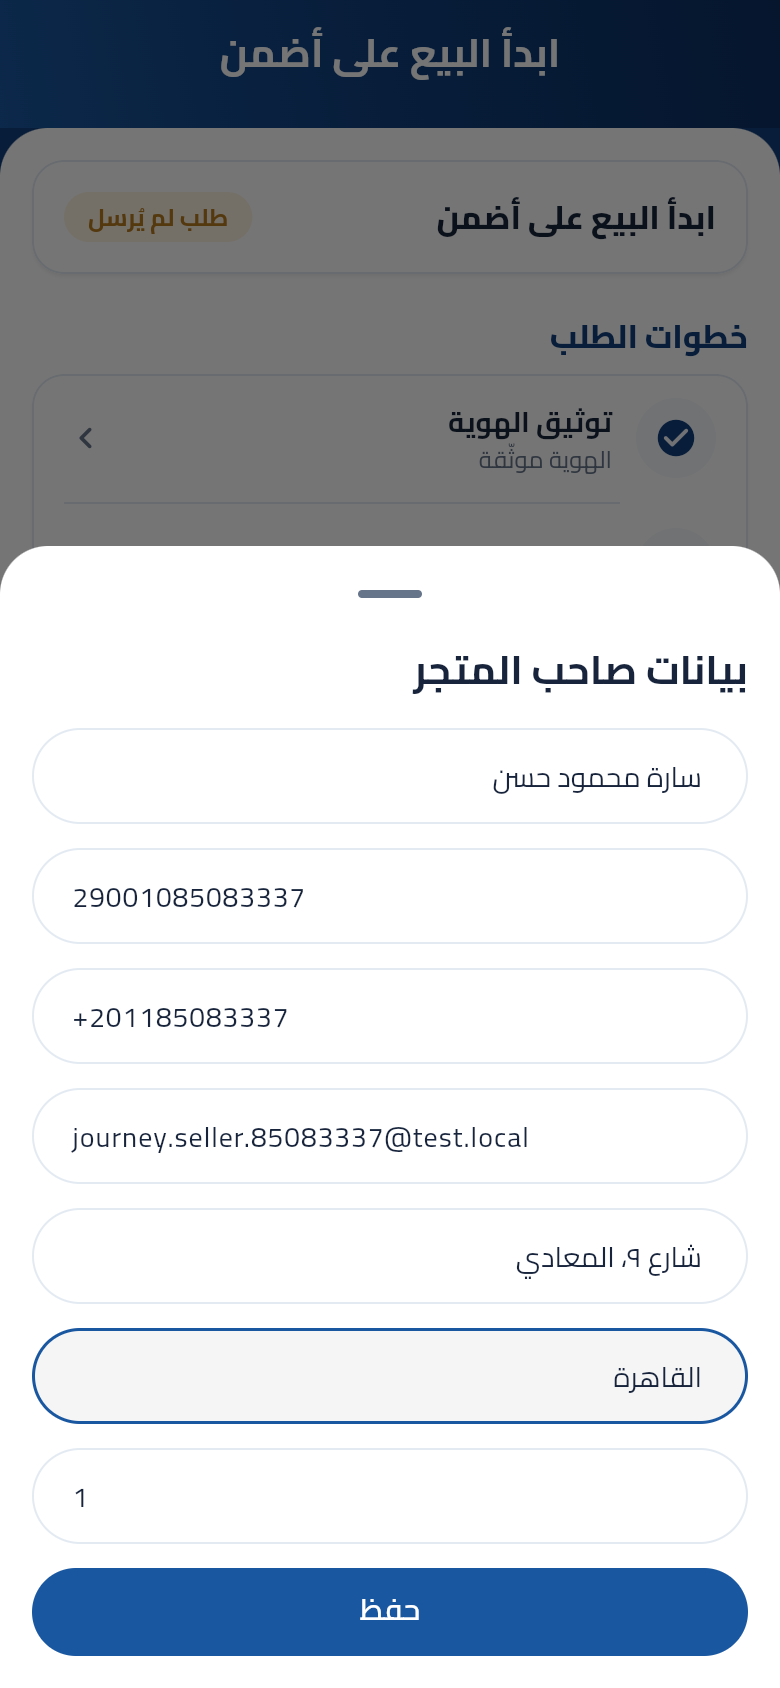 ابدأ البيع على أضمن
ابدأ البيع على أضمن
طلب لم يُرسل
خطوات الطلب
توثيق الهوية
الهوية موثّقة
بيانات صاحب المتجر
سارة محمود حسن
29001085083337
+201185083337
journey.seller.85083337@test.local
شارع ٩، المعادي
القاهرة
1
حفظ